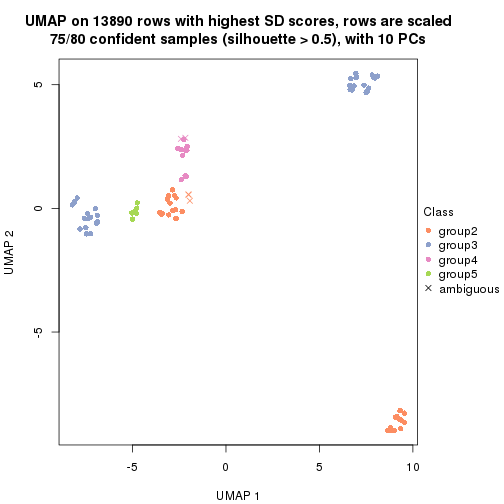 UMAP on 13890 rows with highest SD scores, rows are scaled
75/80 confident samples (silhouette > 0.5), with 10 PCs
UMAP 2
5
0
-5
-5
0
5
10
UMAP 1
Class
group2
group3
group4
group5
ambiguous